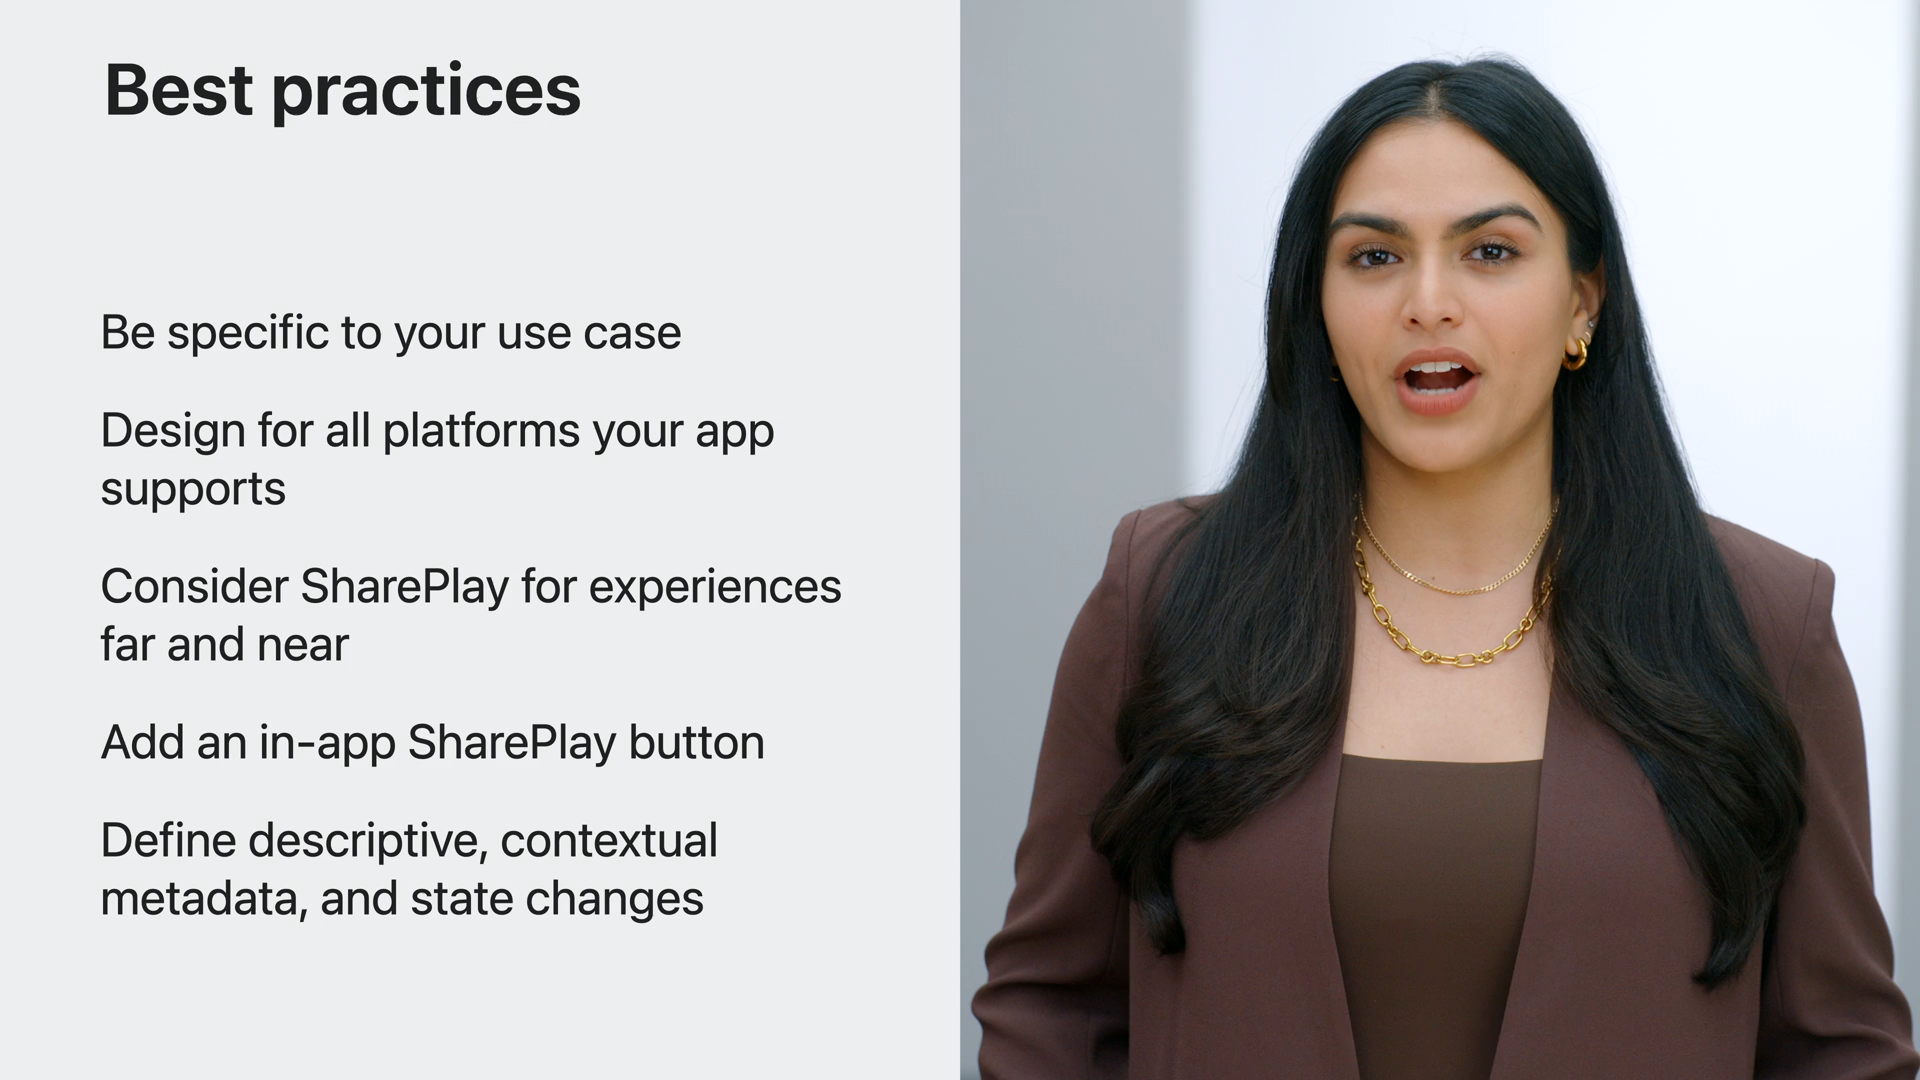 Best practices
Be specific to your use case
Design for all platforms your app
supports
Consider SharePlay for experiences
far and near
Add an in-app SharePlay button
Define descriptive, contextual
metadata, and state changes